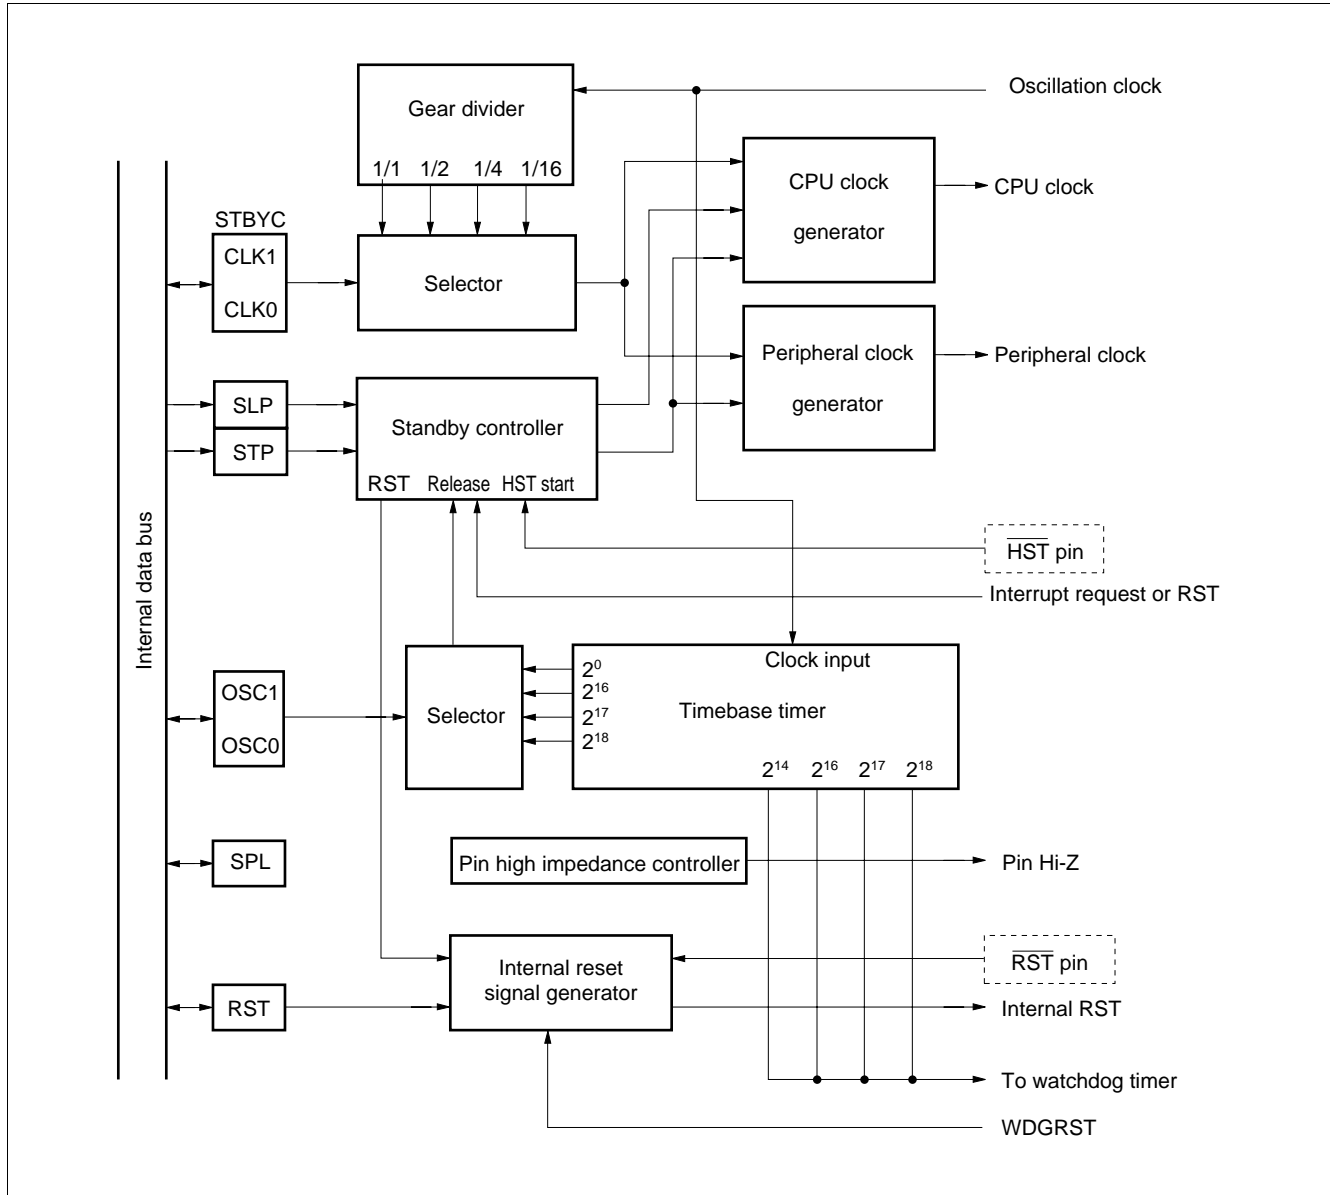 Oscillation clock
Gear divider
1/1 1/2 1/4 1/16
CPU clock
generator
CPU clock
STBYC
CLK1
CLK0
Selector
Peripheral clock
generator
Peripheral clock
SLP
STP
Standby controller
RST Release HST start
HST pin
Interrupt request or RST
Internal data bus
OSC1
OSC0
Selector
Clock input
Timebase timer
2⁰
2¹⁶
2¹⁷
2¹⁸
2¹⁴ 2¹⁶ 2¹⁷ 2¹⁸
SPL
Pin high impedance controller
Pin Hi-Z
RST pin
Internal reset
signal generator
RST
Internal RST
To watchdog timer
WDGRST